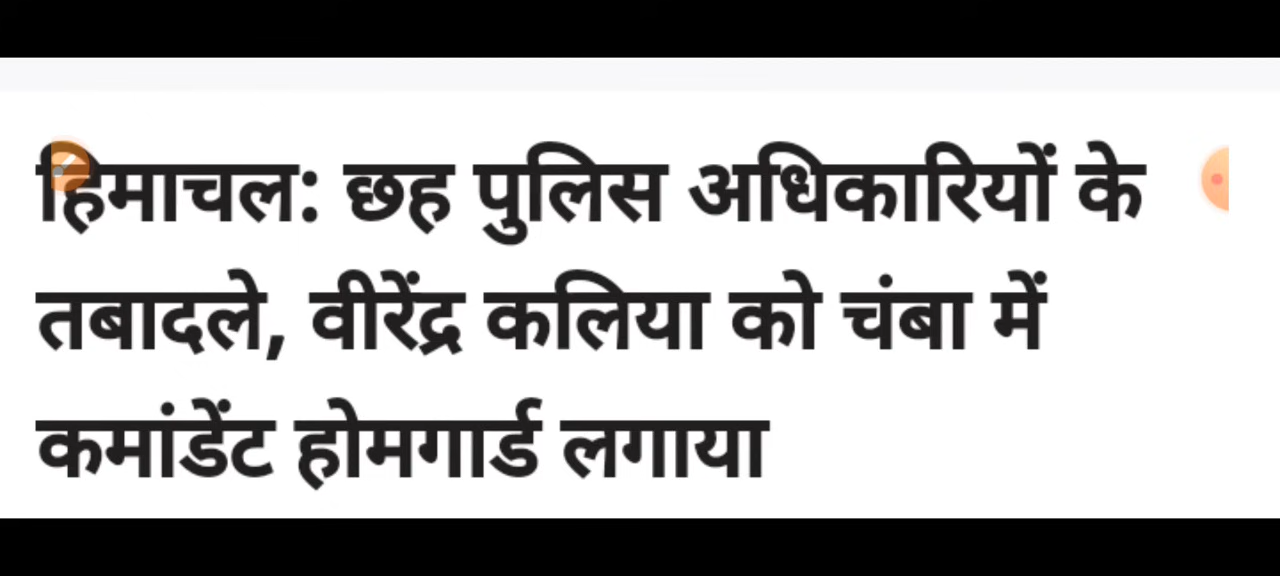 हिमाचल: छह पुलिस अधिकारियों के
तबादले, वीरेंद्र कलिया को चंबा में
कमांडेंट होमगार्ड लगाया